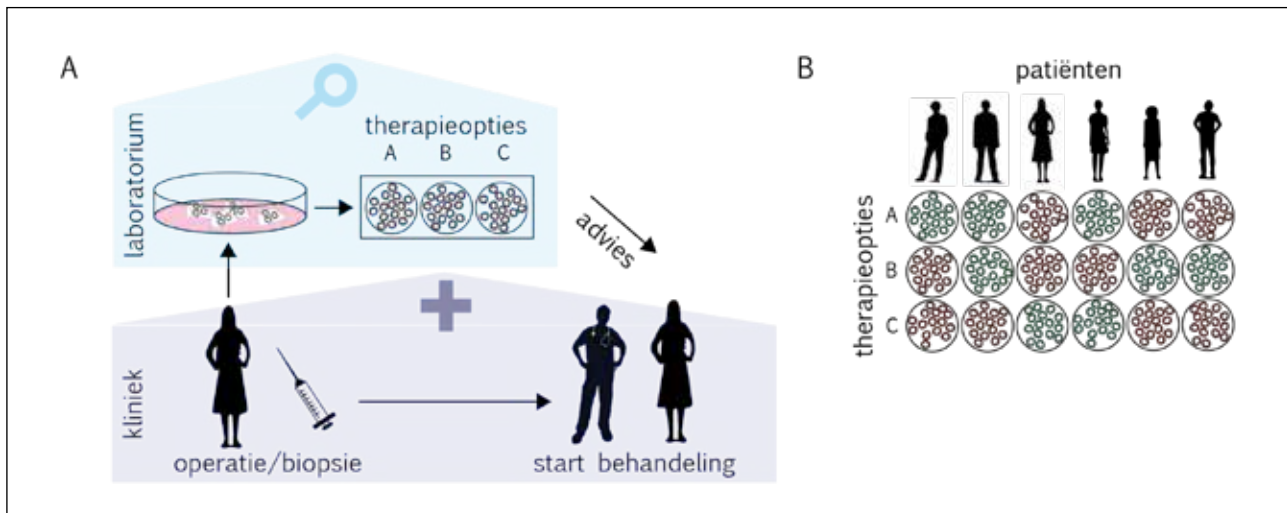 A
laboratorium
therapieopties
A B C
advies
kliniek
operatie/biopsie
start behandeling
B
patiënten
therapieopties
A
B
C